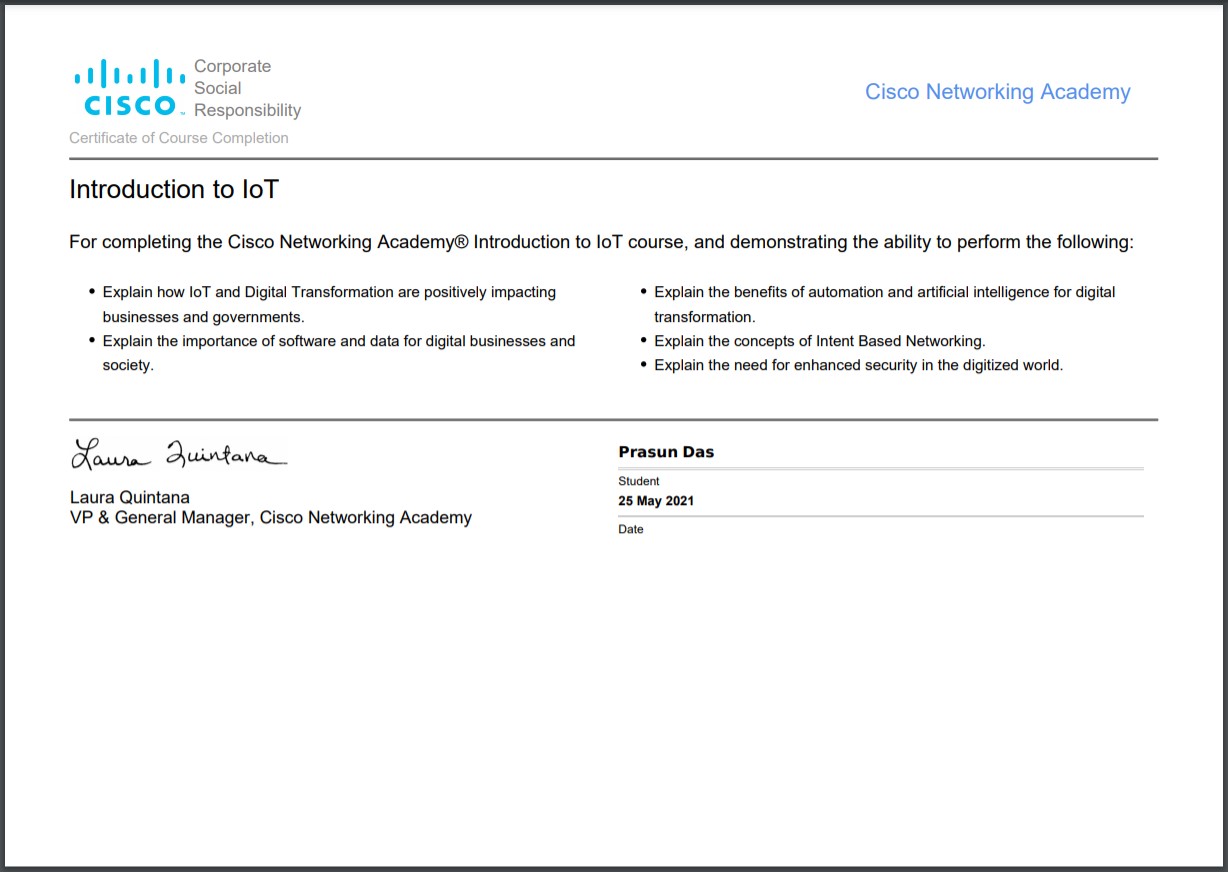 Corporate
Social
CISCO™ Responsibility
Cisco Networking Academy
Certificate of Course Completion
Introduction to IoT
For completing the Cisco Networking Academy® Introduction to IoT course, and demonstrating the ability to perform the following:
• Explain how IoT and Digital Transformation are positively impacting
businesses and governments.
• Explain the importance of software and data for digital businesses and
society.
• Explain the benefits of automation and artificial intelligence for digital
transformation.
• Explain the concepts of Intent Based Networking.
• Explain the need for enhanced security in the digitized world.
Laura Quintana
Laura Quintana
VP & General Manager, Cisco Networking Academy
Prasun Das
Student
25 May 2021
Date